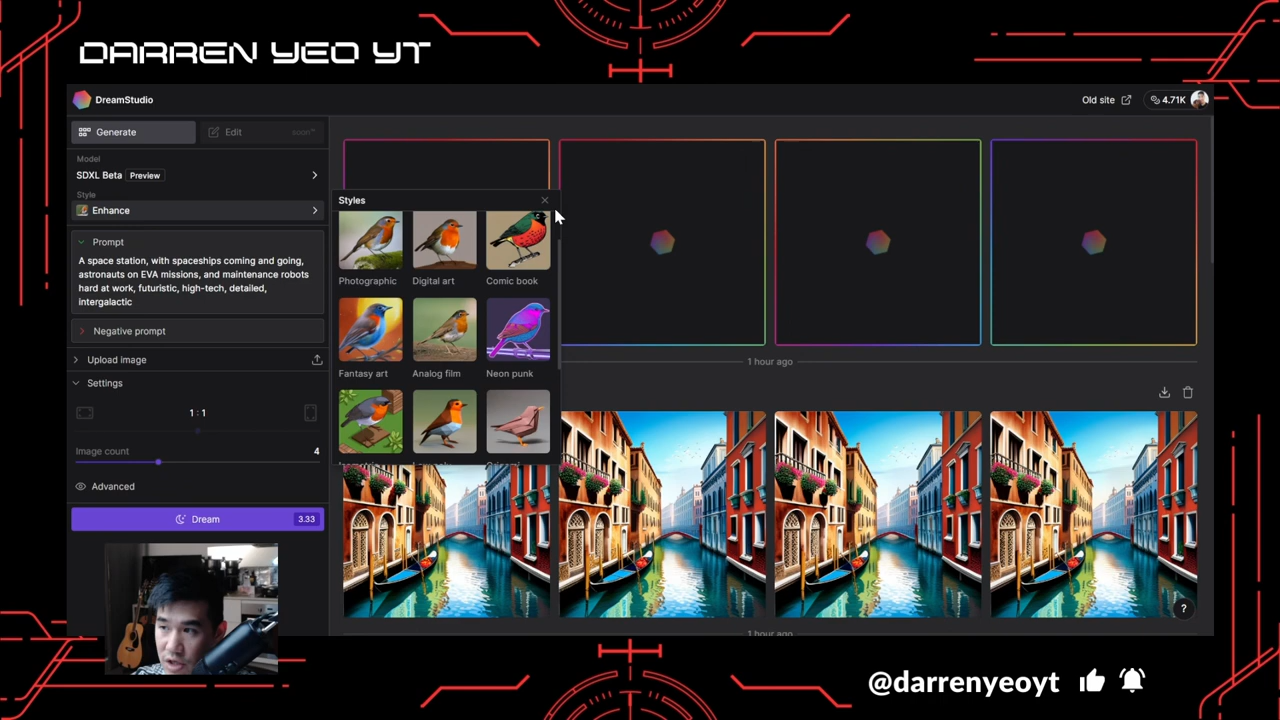 DARREN YEO YT
DreamStudio
Old site
4.71K
Generate
Edit
soon™
Model
SDXL Beta Preview
Style
Enhance
Prompt
A space station, with spaceships coming and going,
astronauts on EVA missions, and maintenance robots
hard at work, futuristic, high-tech, detailed,
intergalactic
Negative prompt
Upload image
Settings
1 : 1
Image count 4
Advanced
Dream 3.33
Styles
Photographic Digital art Comic book
Fantasy art Analog film Neon punk
1 hour ago
?
1 hour ago
@darrenyeoyt